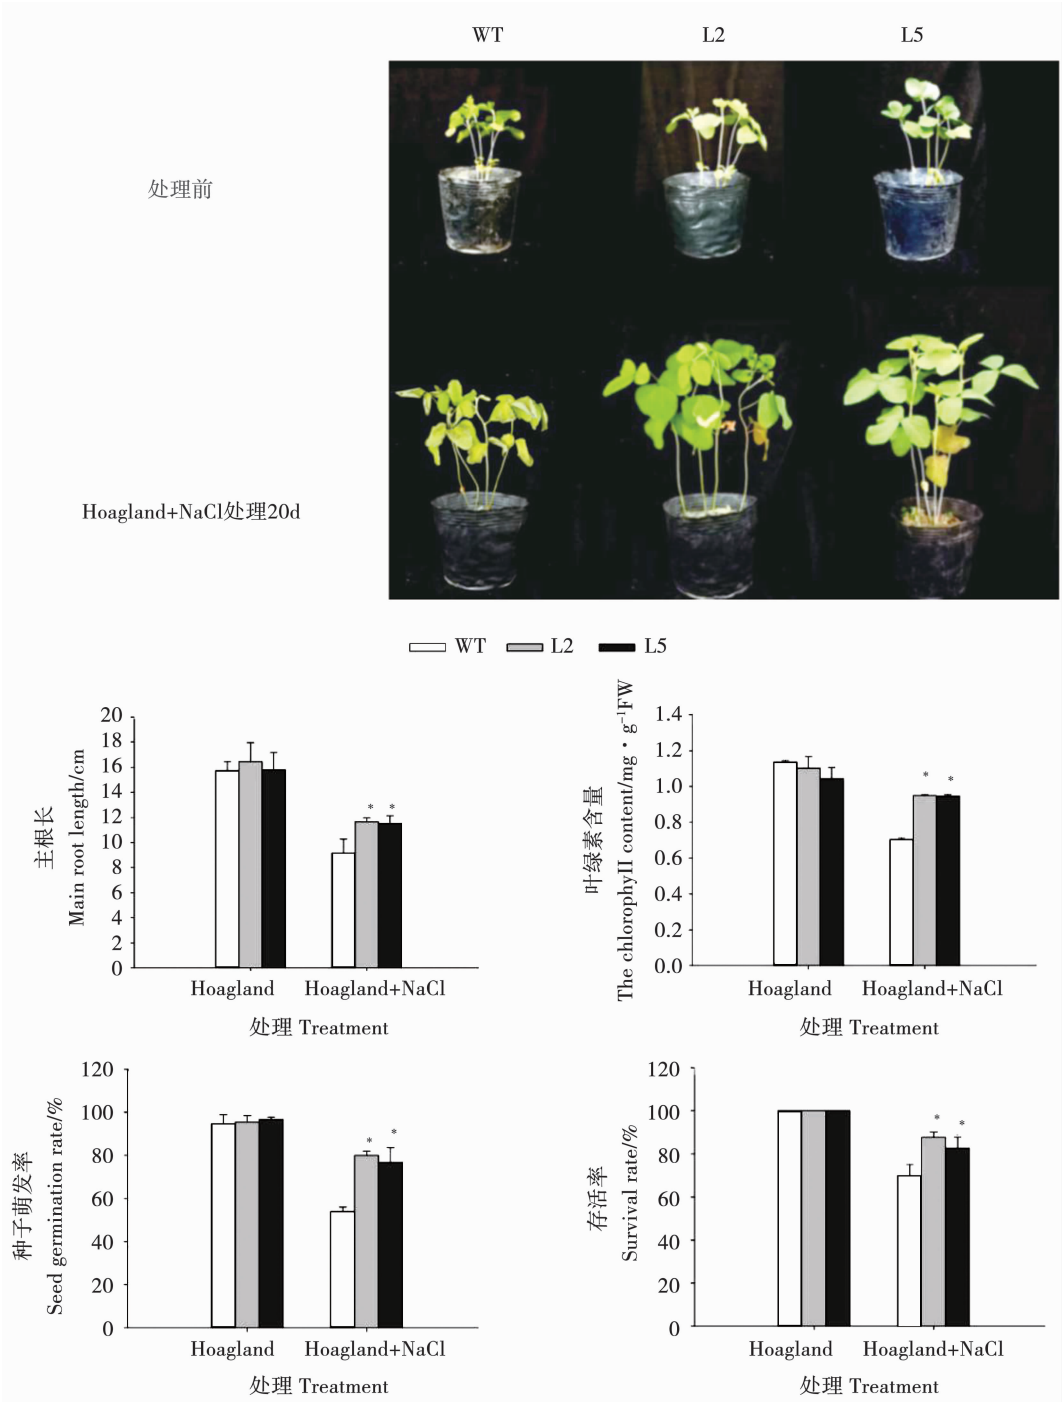 WT L2 L5
处理前
Hoagland+NaCl处理20d
WT L2 L5
主根长
Main root length/cm
20
18
16
14
12
10
8
6
4
2
0
* *
Hoagland Hoagland+NaCl
处理 Treatment
叶绿素含量
The chlorophyII content/mg·g⁻¹FW
1.4
1.2
1.0
0.8
0.6
0.4
0.2
0.0
* *
Hoagland Hoagland+NaCl
处理 Treatment
种子萌发率
Seed germination rate/%
120
100
80
60
40
20
0
* *
Hoagland Hoagland+NaCl
处理 Treatment
存活率
Survival rate/%
120
100
80
60
40
20
0
* *
Hoagland Hoagland+NaCl
处理 Treatment